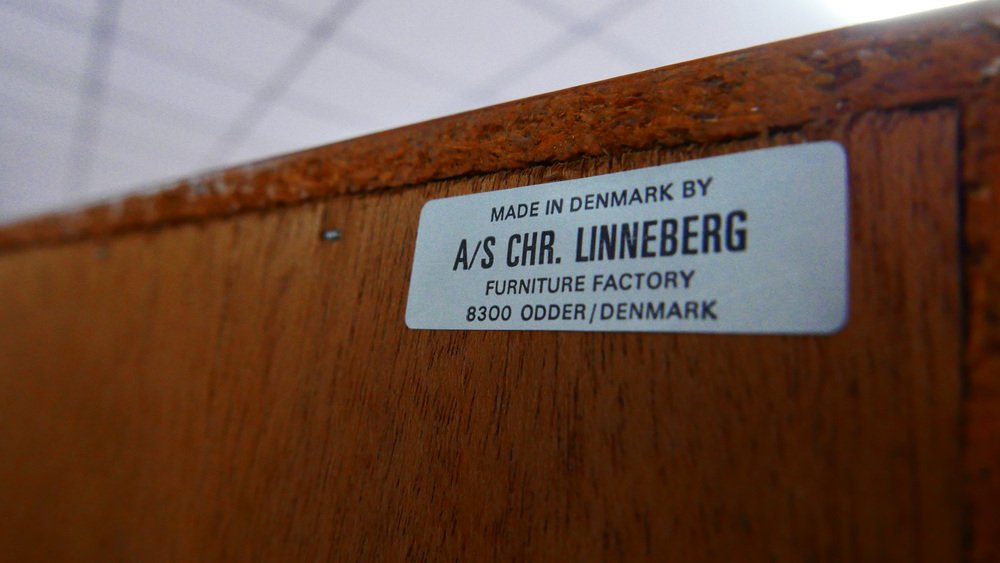 MADE IN DENMARK BY
A/S CHR. LINNEBERG
FURNITURE FACTORY
8300 ODDER/DENMARK